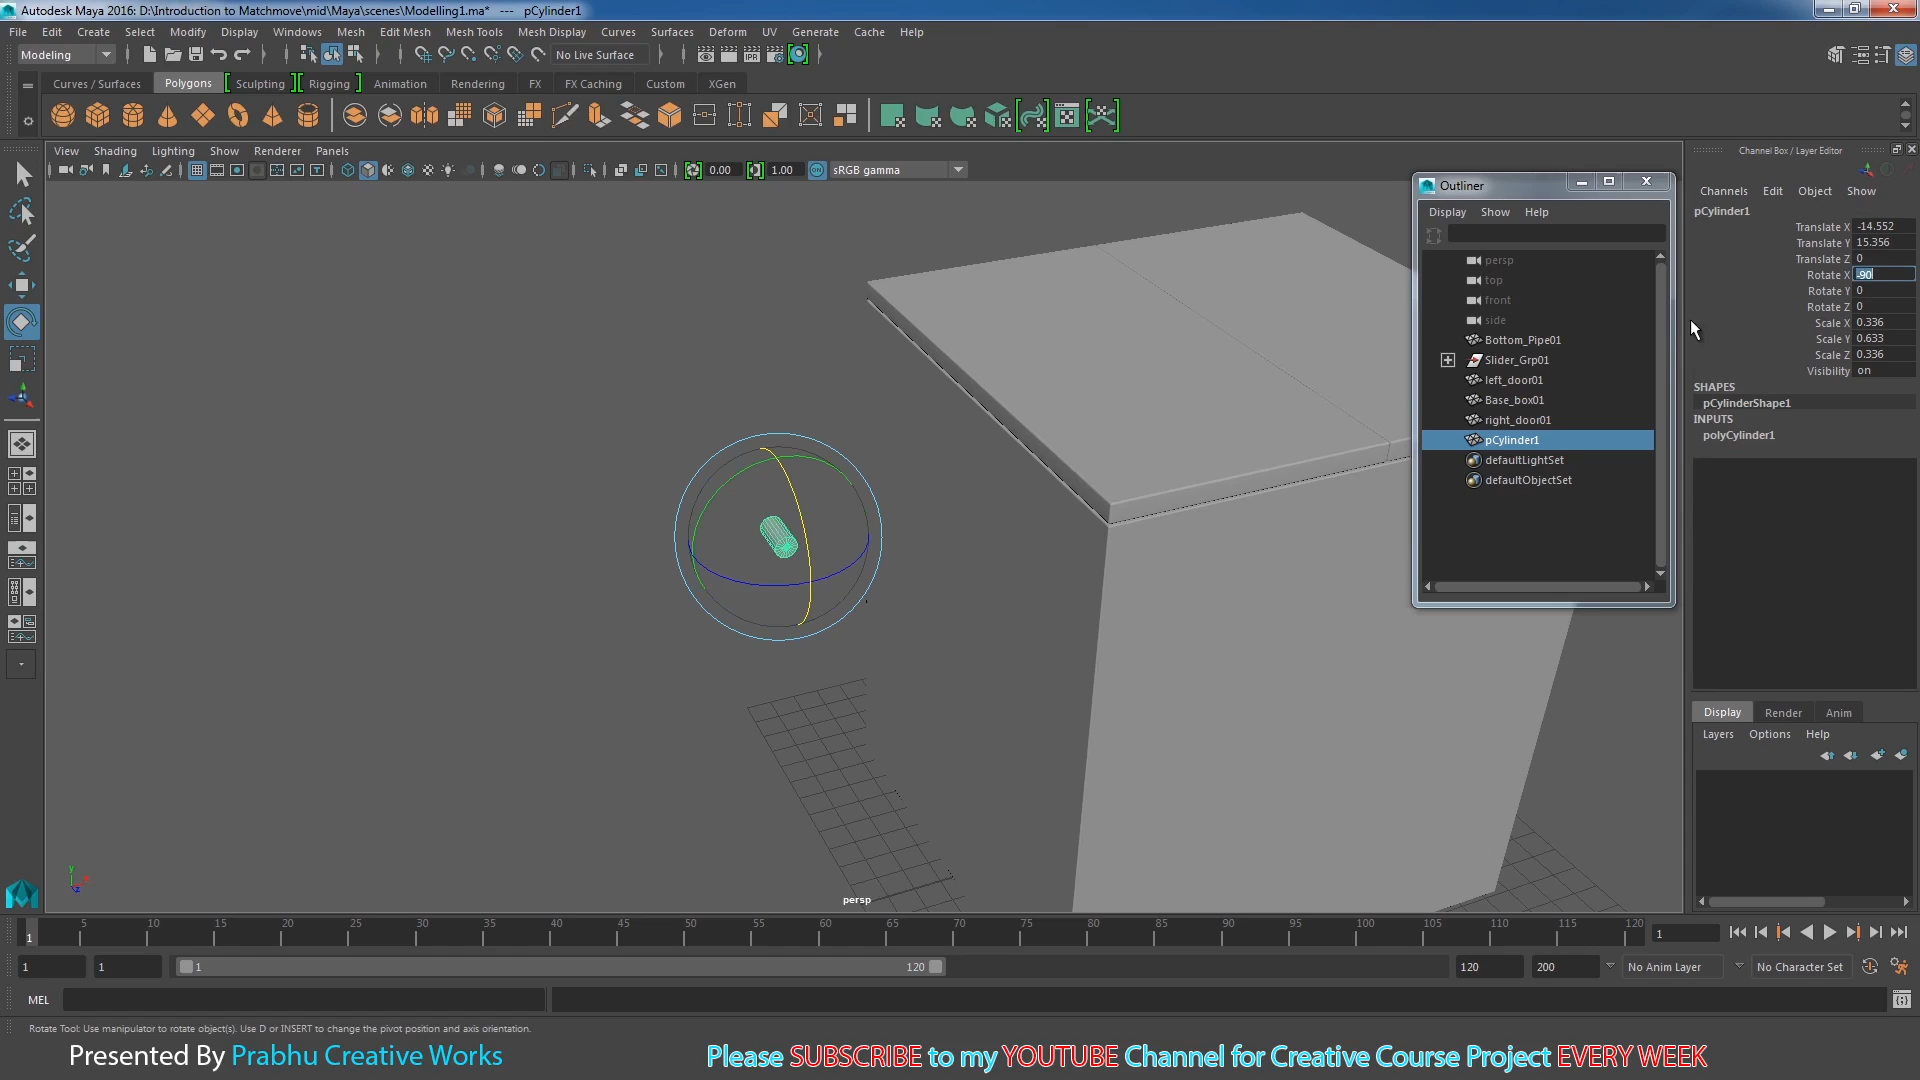 Autodesk Maya 2016: D:\Introduction to Matchmove\mid\Maya\scenes\Modelling1.ma* --- pCylinder1
File Edit Create Select Modify Display Windows Mesh Edit Mesh Mesh Tools Mesh Display Curves Surfaces Deform UV Generate Cache Help
Modeling No Live Surface IPR
Curves / Surfaces Polygons Sculpting Rigging Animation Rendering FX FX Caching Custom XGen
View Shading Lighting Show Renderer Panels
0.00 1.00 ON sRGB gamma
Channel Box / Layer Editor
Channels Edit Object Show
pCylinder1
Translate X -14.552
Translate Y 15.356
Translate Z 0
Rotate X -90
Rotate Y 0
Rotate Z 0
Scale X 0.336
Scale Y 0.633
Scale Z 0.336
Visibility on
SHAPES
pCylinderShape1
INPUTS
polyCylinder1
Outliner
Display Show Help
persp
top
front
side
Bottom_Pipe01
Slider_Grp01
left_door01
Base_box01
right_door01
pCylinder1
defaultLightSet
defaultObjectSet
Display Render Anim
Layers Options Help
y
x
z
persp
1 5 10 15 20 25 30 35 40 45 50 55 60 65 70 75 80 85 90 95 100 105 110 115 120 1
1 1 1 120 120 200 No Anim Layer No Character Set
MEL
Rotate Tool: Use manipulator to rotate object(s). Use D or INSERT to change the pivot position and axis orientation.
Presented By Prabhu Creative Works Please SUBSCRIBE to my YOUTUBE Channel for Creative Course Project EVERY WEEK